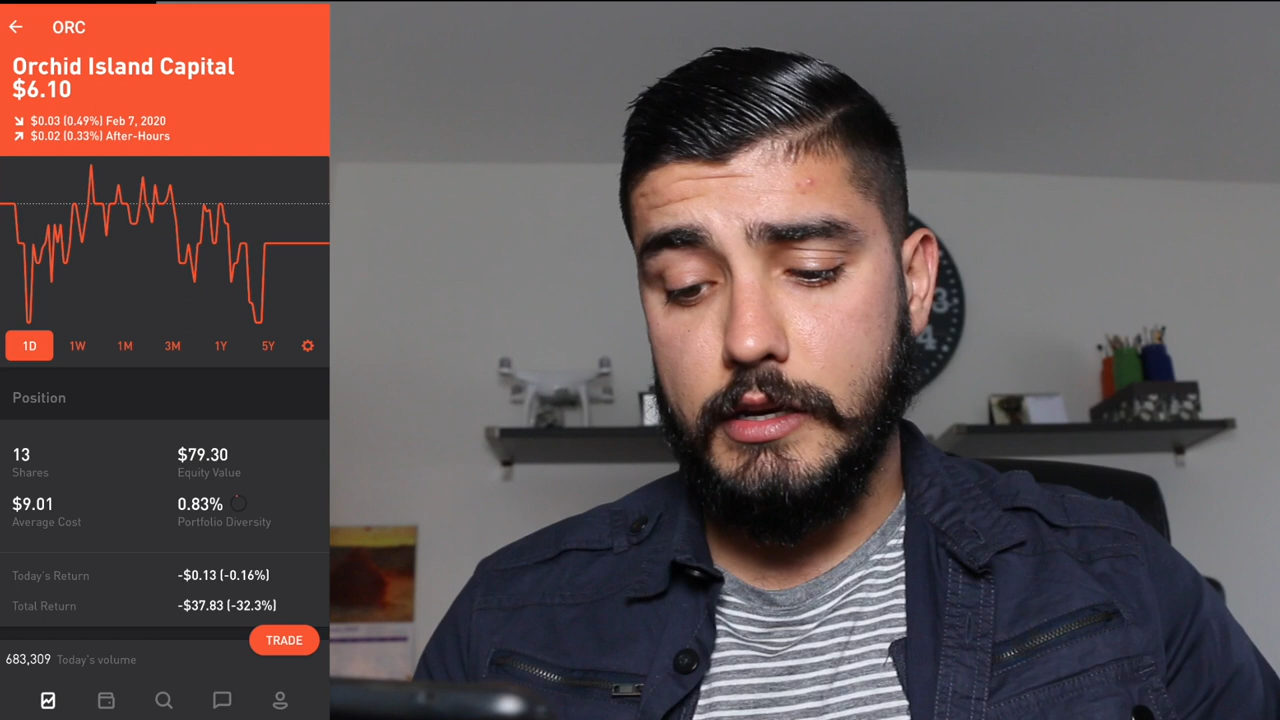 ORC
Orchid Island Capital
$6.10
$0.03 (0.49%) Feb 7, 2020
$0.02 (0.33%) After-Hours
1D 1W 1M 3M 1Y 5Y
Position
13 $79.30
Shares Equity Value
$9.01 0.83%
Average Cost Portfolio Diversity
Today's Return -$0.13 (-0.16%)
Total Return -$37.83 (-32.3%)
TRADE
683,309 Today's volume
3
4